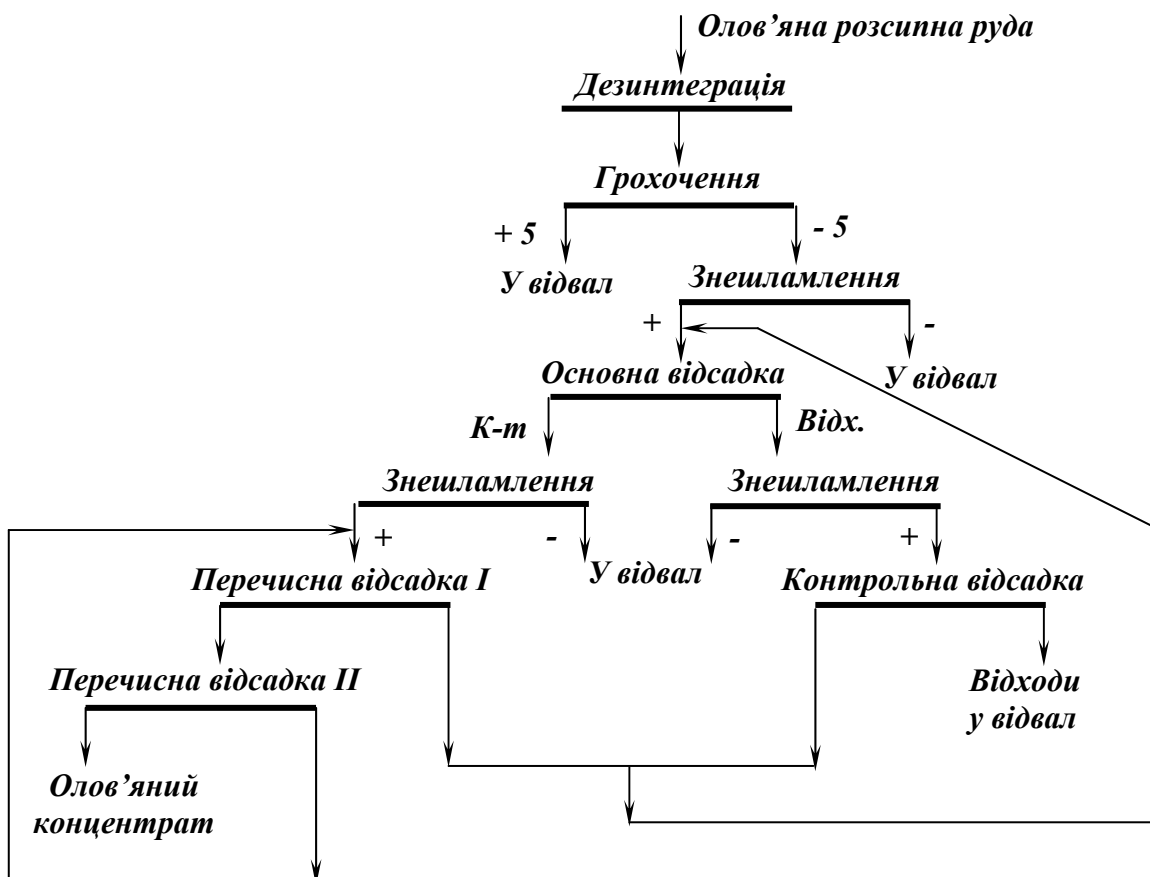 Олов’яна розсипна руда
Дезинтеграція
Грохочення
+ 5
- 5
У відвал
Знешламлення
+
-
Основна відсадка
У відвал
К-т
Відх.
Знешламлення
Знешламлення
+
-
-
+
У відвал
Перечисна відсадка I
Контрольна відсадка
Перечисна відсадка II
Відходи
у відвал
Олов’яний
концентрат